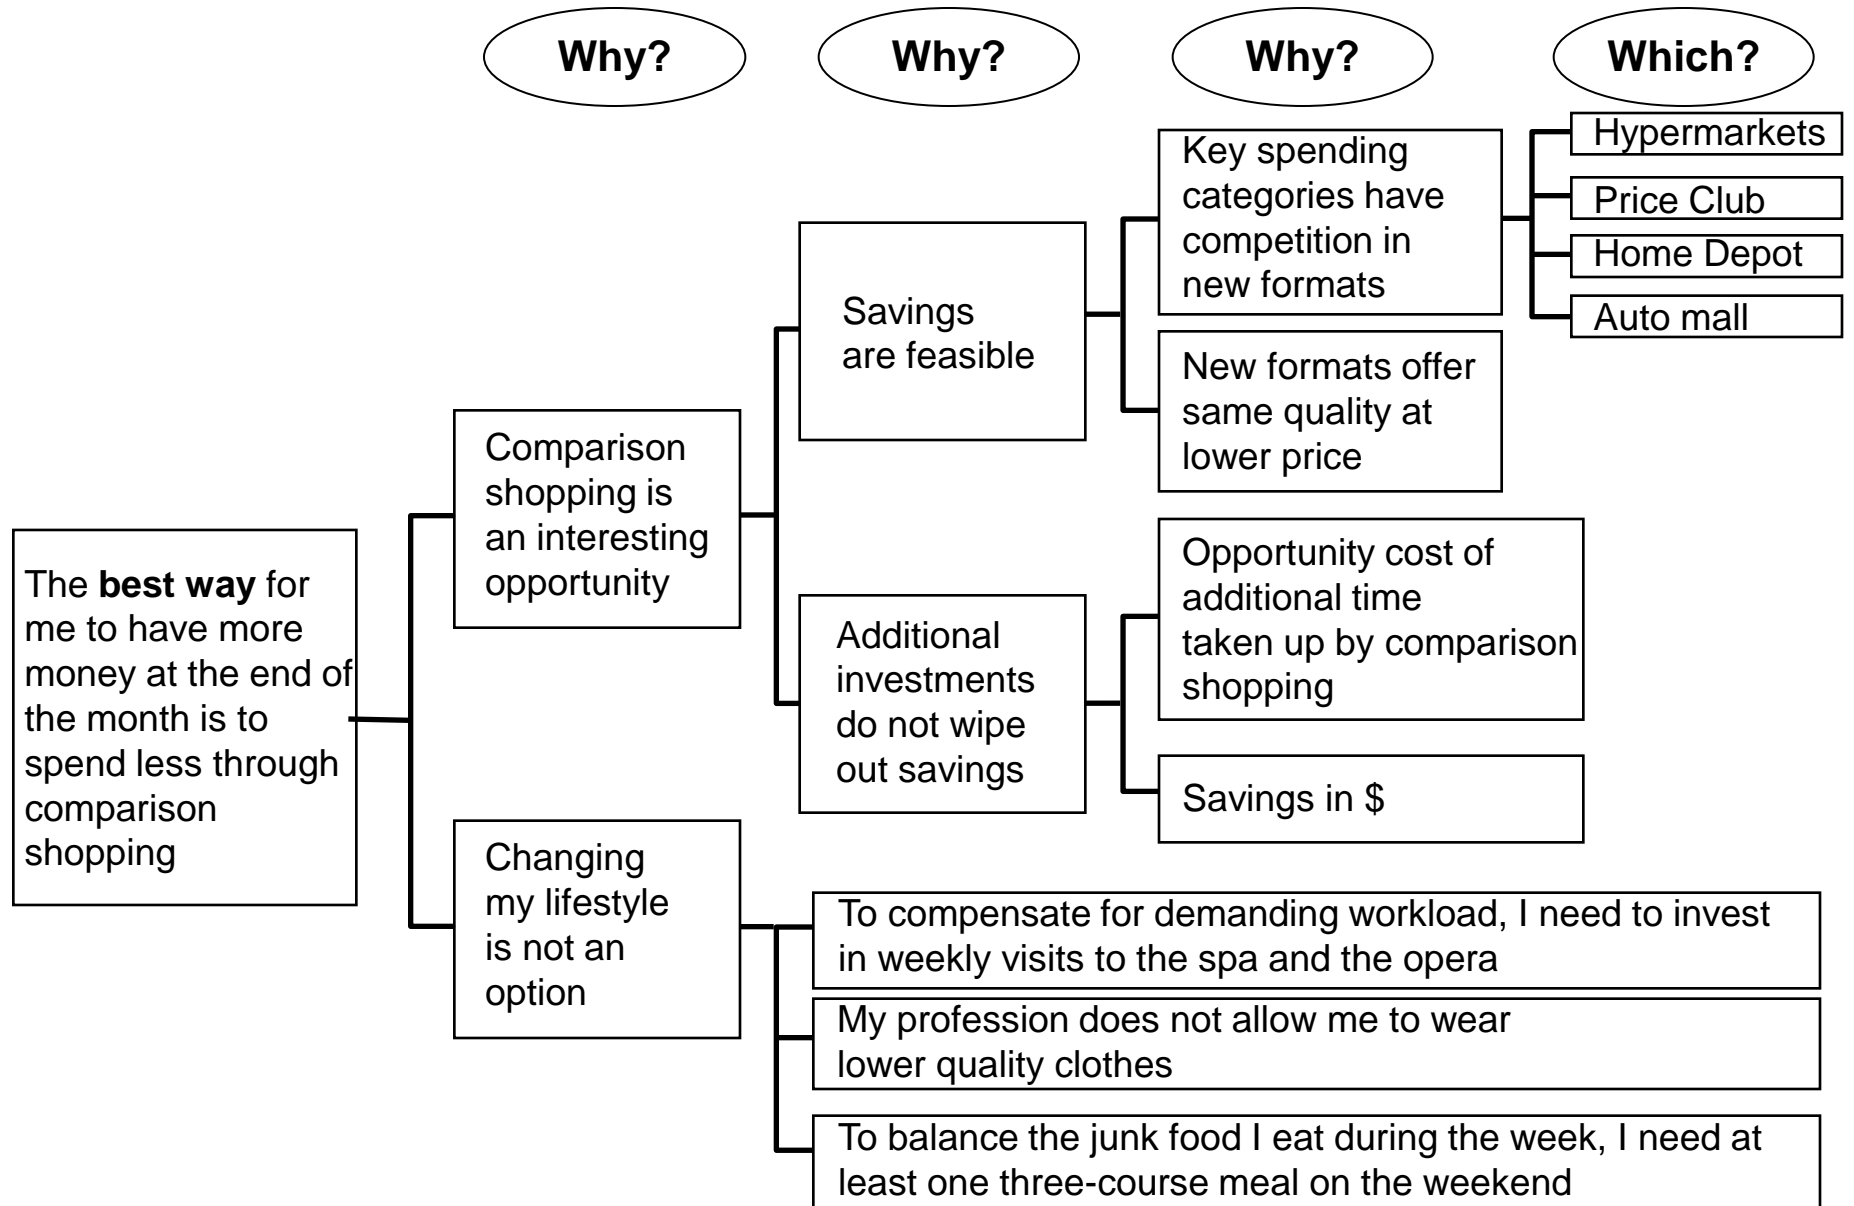 Why?
Why?
Why?
Which?
The best way for
me to have more
money at the end of
the month is to
spend less through
comparison
shopping
Comparison
shopping is
an interesting
opportunity
Savings
are feasible
Key spending
categories have
competition in
new formats
Hypermarkets
Price Club
Home Depot
Auto mall
New formats offer
same quality at
lower price
Additional
investments
do not wipe
out savings
Opportunity cost of
additional time
taken up by comparison
shopping
Savings in $
Changing
my lifestyle
is not an
option
To compensate for demanding workload, I need to invest
in weekly visits to the spa and the opera
My profession does not allow me to wear
lower quality clothes
To balance the junk food I eat during the week, I need at
least one three-course meal on the weekend